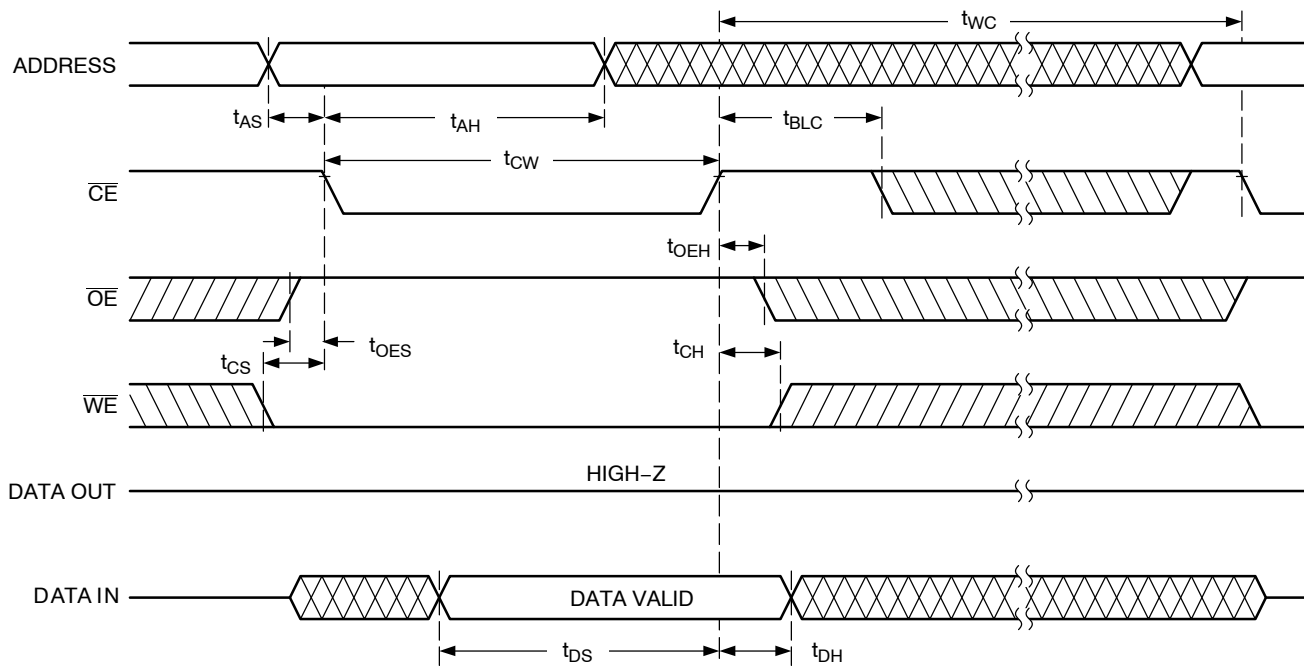 tWC
ADDRESS
tAS
tAH
tBLC
tCW
CE
tOEH
OE
tOES
tCS
tCH
WE
HIGH–Z
DATA OUT
DATA IN
DATA VALID
tDS
tDH